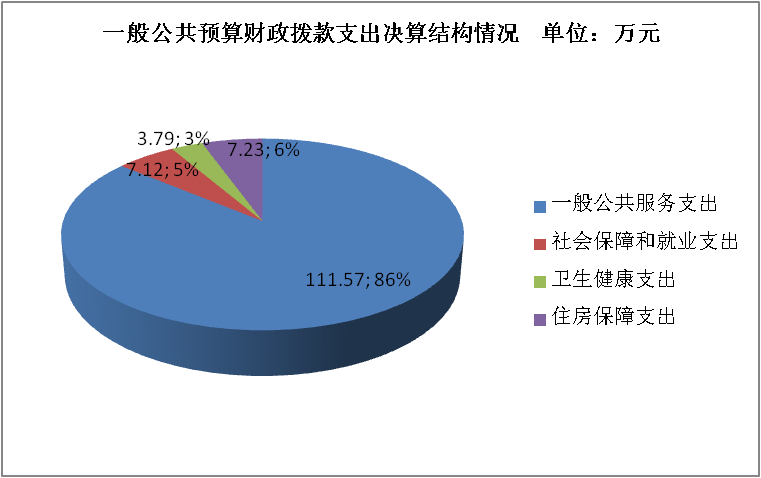 一般公共预算财政拨款支出决算结构情况 单位：万元
3.79; 3%
7.23; 6%
7.12; 5%
111.57; 86%
一般公共服务支出
社会保障和就业支出
卫生健康支出
住房保障支出